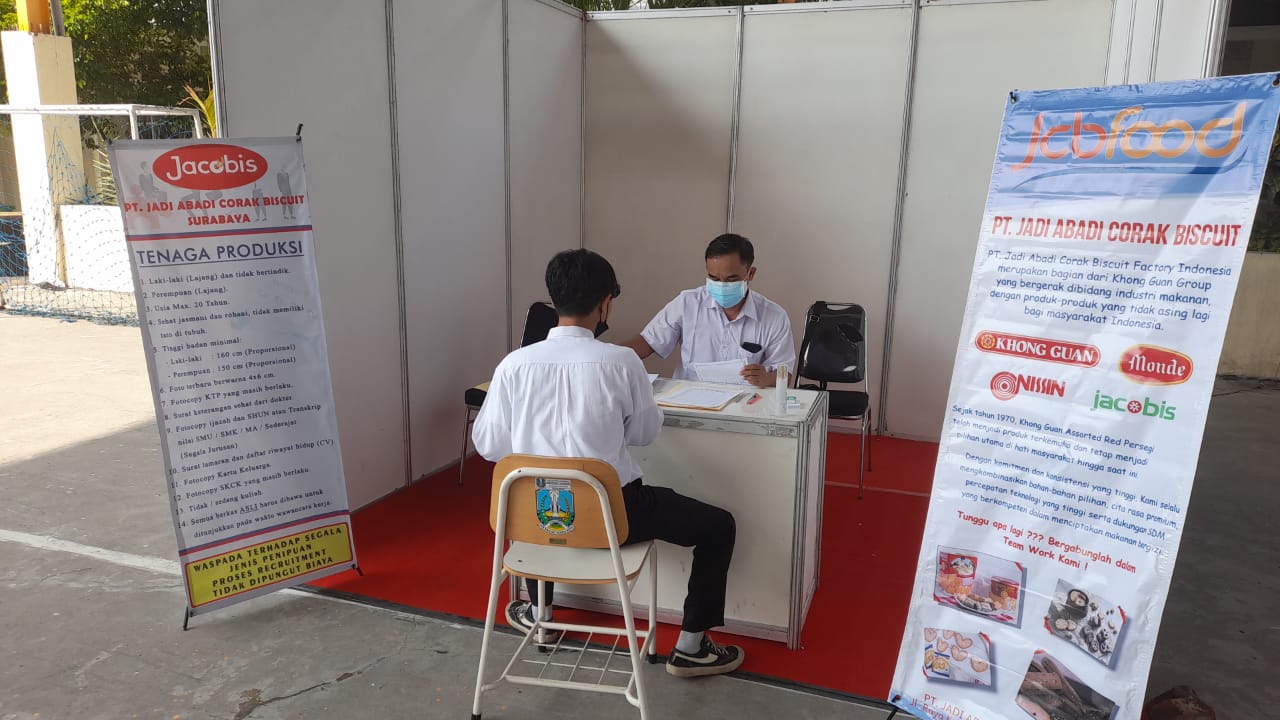 Jacobis
PT. JADI ABADI CORAK BISCUIT
SURABAYA
TENAGA PRODUKSI
1. Laki-laki (Lajang) dan tidak bertindik.
2. Perempuan (Lajang).
3. Usia Max. 20 Tahun.
4. Sehat jasmani dan rohani, tidak memiliki
tato di tubuh.
5. Tinggi badan minimal:
- Laki-laki : 160 cm (Proporsional)
- Perempuan : 150 cm (Proporsional)
6. Foto terbaru berwarna 4x6 cm.
7. Fotocopy KTP yang masih berlaku.
8. Surat keterangan sehat dari dokter.
9. Fotocopy ijazah dan SHUN atau Transkrip
nilai SMU / SMK / MA / Sederajat
(Segala Jurusan)
10. Surat lamaran dan daftar riwayat hidup (CV)
11. Fotocopy Kartu Keluarga.
12. Fotocopy SKCK yang masih berlaku.
13. Tidak / sedang kuliah.
14. Semua berkas ASLI harus dibawa untuk
ditunjukkan pada waktu wawancara kerja.
WASPADA TERHADAP SEGALA
JENIS PENIPUAN
PROSES RECRUITMENT
TIDAK DIPUNGUT BIAYA
Jcbfood
PT. JADI ABADI CORAK BISCUIT
PT. Jadi Abadi Corak Biscuit Factory Indonesia
merupakan bagian dari Khong Guan Group
yang bergerak dibidang industri makanan,
dengan produk-produk yang tidak asing lagi
bagi masyarakat Indonesia.
KHONG GUAN
Monde
NISSIN
jacobis
Sejak tahun 1970, Khong Guan Assorted Red Persegi
telah menjadi produk terkemuka dan tetap menjadi
pilihan utama di hati masyarakat hingga saat ini.
Dengan komitmen dan konsistensi yang tinggi, Kami selalu
mengkombinasikan bahan-bahan pilihan, cita rasa premium,
percepatan teknologi yang tinggi serta dukungan SDM
yang berkompeten dalam menciptakan makanan bergizi.
Tunggu apa lagi ??? Bergabunglah dalam
Team Work Kami !
PT. JADI AB
Jl. Raya